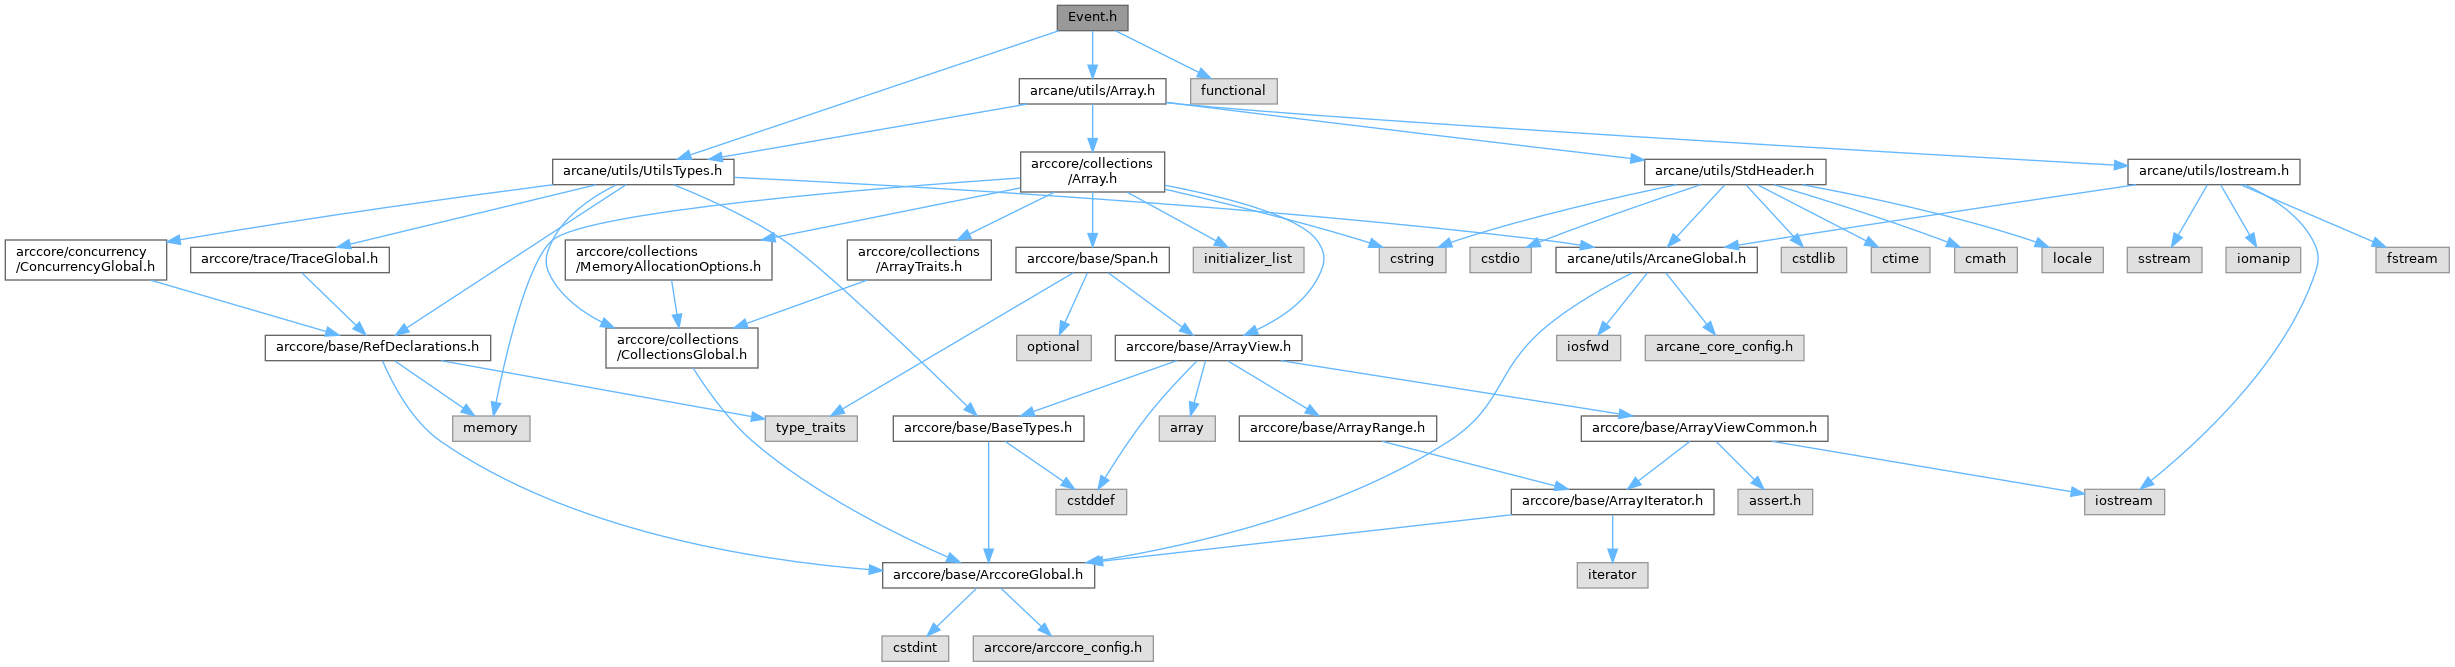 Event.h
arcane/utils/Array.h
functional
arcane/utils/UtilsTypes.h
arccore/collections
/Array.h
arcane/utils/StdHeader.h
arcane/utils/Iostream.h
arccore/concurrency
/ConcurrencyGlobal.h
arccore/trace/TraceGlobal.h
arccore/collections
/MemoryAllocationOptions.h
arccore/collections
/ArrayTraits.h
arccore/base/Span.h
initializer_list
cstring
cstdio
arcane/utils/ArcaneGlobal.h
cstdlib
ctime
cmath
locale
sstream
iomanip
fstream
arccore/base/RefDeclarations.h
arccore/collections
/CollectionsGlobal.h
optional
arccore/base/ArrayView.h
iosfwd
arcane_core_config.h
memory
type_traits
arccore/base/BaseTypes.h
array
arccore/base/ArrayRange.h
arccore/base/ArrayViewCommon.h
cstddef
arccore/base/ArrayIterator.h
assert.h
iostream
arccore/base/ArccoreGlobal.h
iterator
cstdint
arccore/arccore_config.h